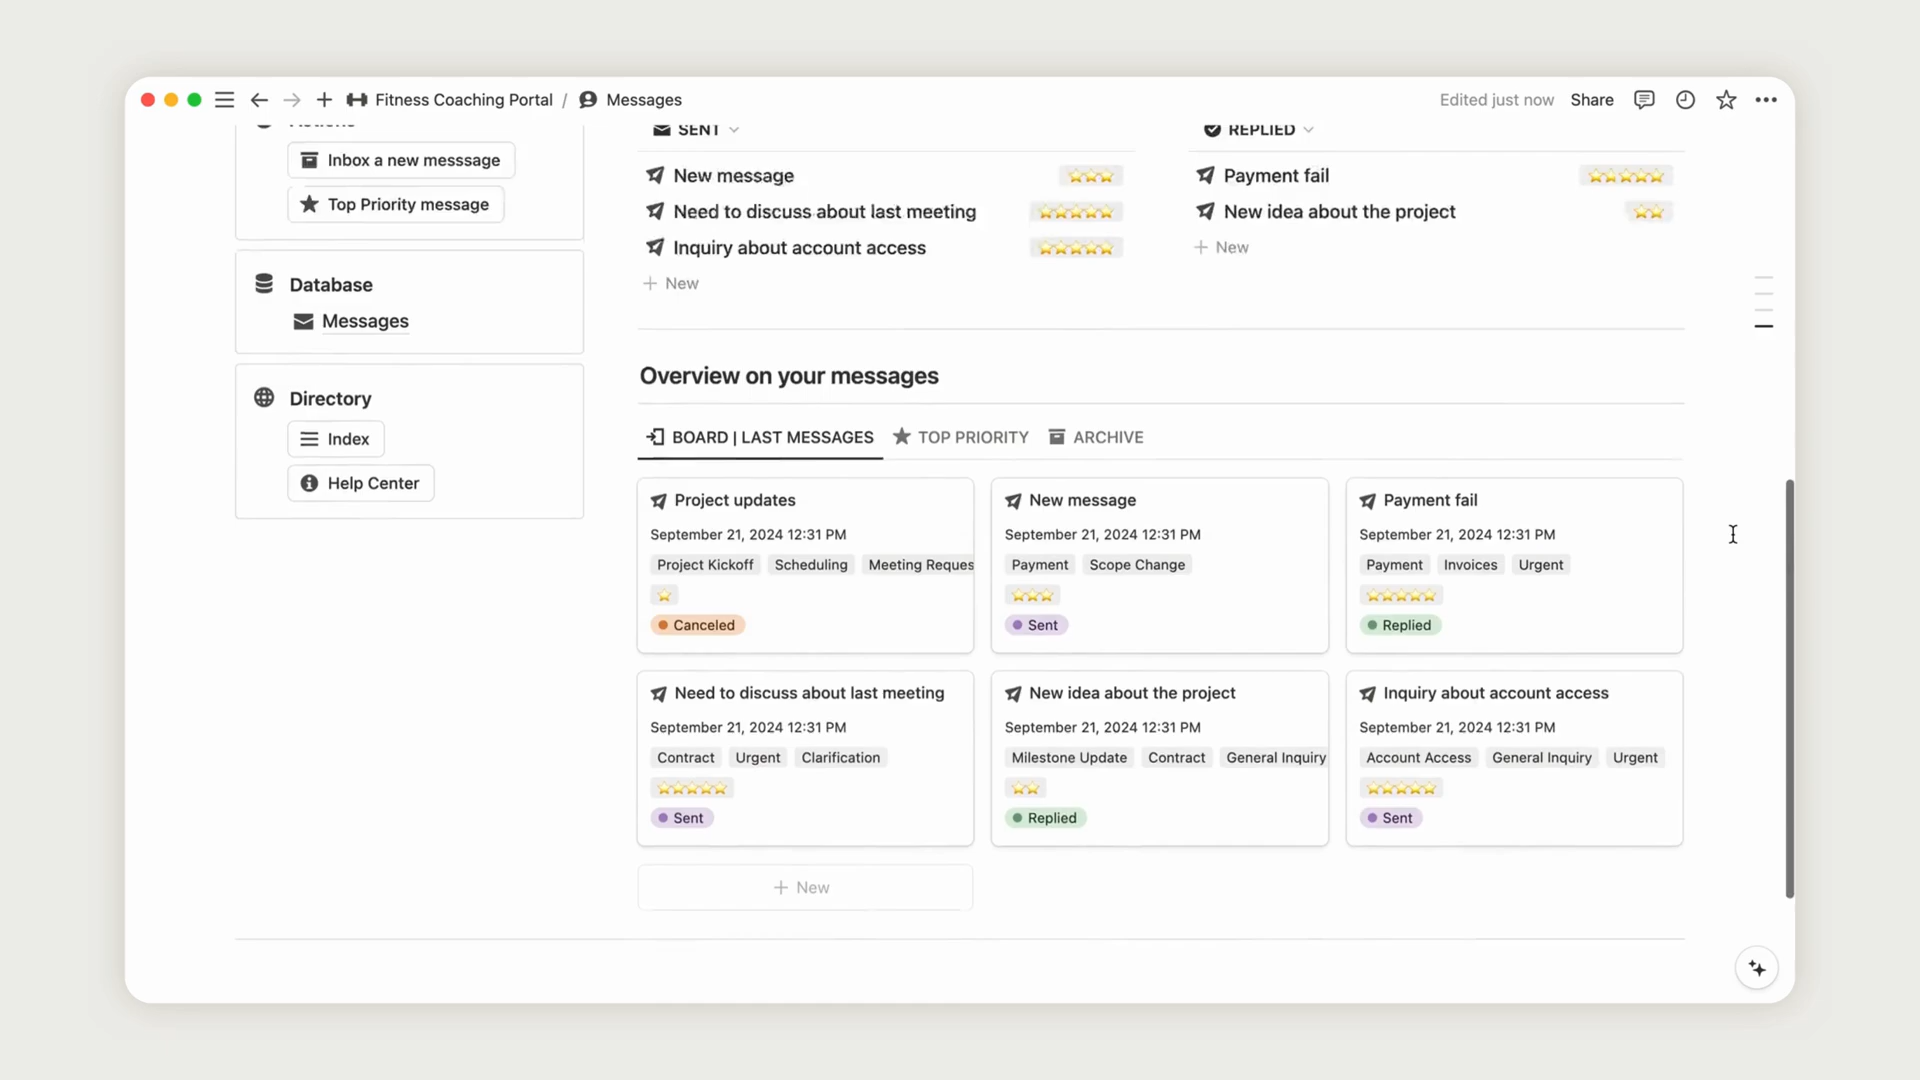 Fitness Coaching Portal / Messages
Edited just now Share
Actions
Inbox a new messsage
Top Priority message
Database
Messages
Directory
Index
Help Center
SENT
New message
Need to discuss about last meeting
Inquiry about account access
+ New
REPLIED
Payment fail
New idea about the project
+ New
Overview on your messages
BOARD | LAST MESSAGES TOP PRIORITY ARCHIVE
Project updates
September 21, 2024 12:31 PM
Project Kickoff Scheduling Meeting Reques
Canceled
New message
September 21, 2024 12:31 PM
Payment Scope Change
Sent
Payment fail
September 21, 2024 12:31 PM
Payment Invoices Urgent
Replied
Need to discuss about last meeting
September 21, 2024 12:31 PM
Contract Urgent Clarification
Sent
New idea about the project
September 21, 2024 12:31 PM
Milestone Update Contract General Inquiry
Replied
Inquiry about account access
September 21, 2024 12:31 PM
Account Access General Inquiry Urgent
Sent
+ New